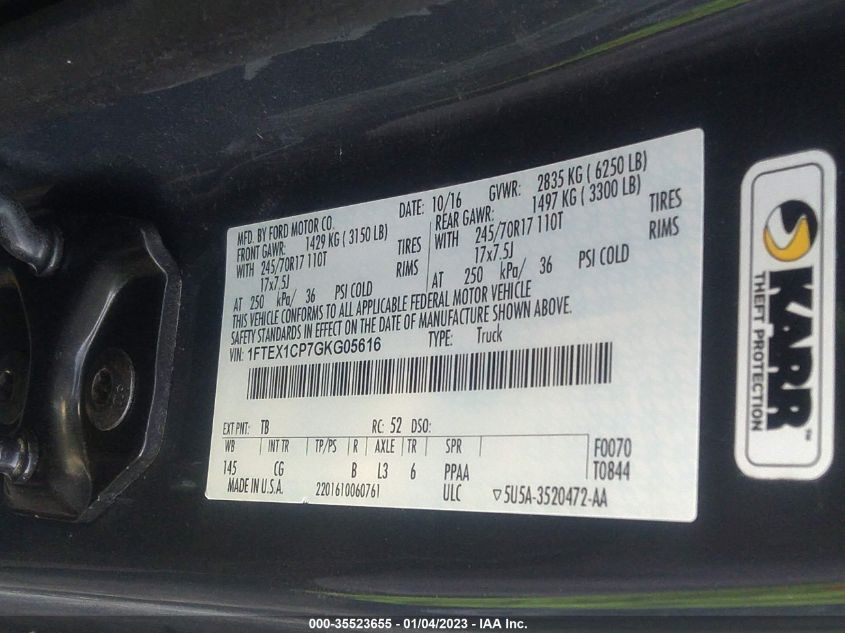 MFD. BY FORD MOTOR CO.
DATE: 10/16 GVWR: 2835 KG ( 6250 LB)
FRONT GAWR: 1429 KG ( 3150 LB) REAR GAWR: 1497 KG ( 3300 LB)
WITH 245/70R17 110T TIRES WITH 245/70R17 110T TIRES
17x7.5J RIMS 17x7.5J RIMS
AT 250 kPa/ 36 PSI COLD AT 250 kPa/ 36 PSI COLD
THIS VEHICLE CONFORMS TO ALL APPLICABLE FEDERAL MOTOR VEHICLE
SAFETY STANDARDS IN EFFECT ON THE DATE OF MANUFACTURE SHOWN ABOVE.
VIN: 1FTEX1CP7GKG05616 TYPE: Truck
EXT PNT: TB RC: 52 DSO:
WB INT TR TP/PS R AXLE TR SPR F0070
145 CG B L3 6 PPAA T0844
MADE IN U.S.A. 2201610060761 ULC ▽5U5A-3520472-AA
KARR™
THEFT PROTECTION
000-35523655 - 01/04/2023 - IAA Inc.